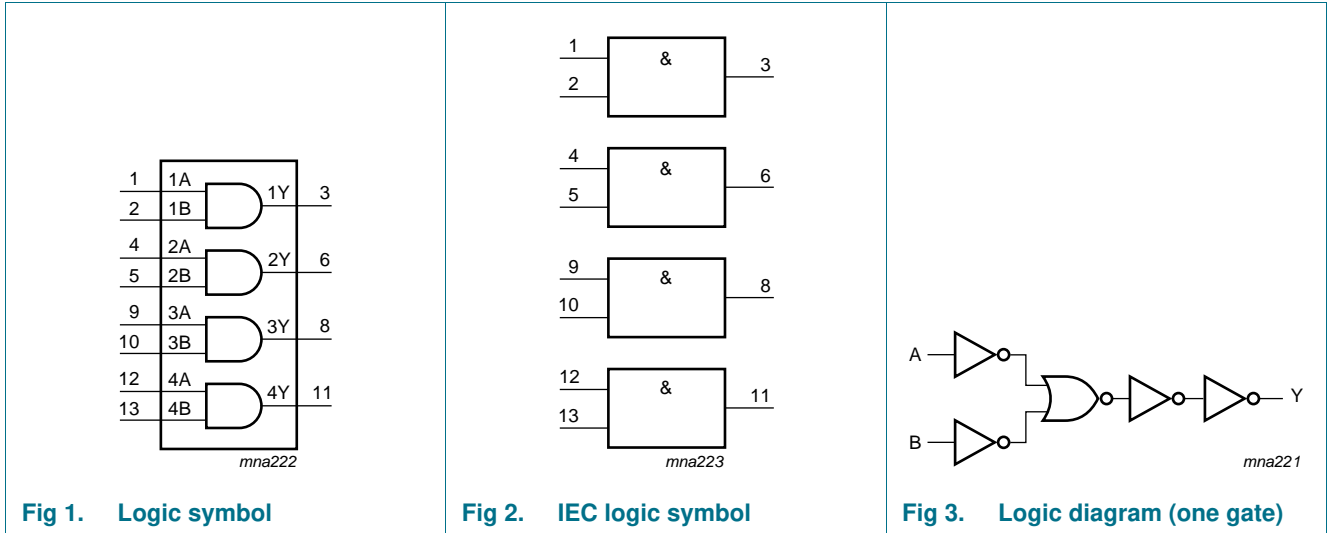 1 1A 1Y 3
2 1B
4 2A 2Y 6
5 2B
9 3A 3Y 8
10 3B
12 4A 4Y 11
13 4B
mna222
Fig 1. Logic symbol
1 & 3
2
4 & 6
5
9 & 8
10
12 & 11
13
mna223
Fig 2. IEC logic symbol
A
Y
B
mna221
Fig 3. Logic diagram (one gate)